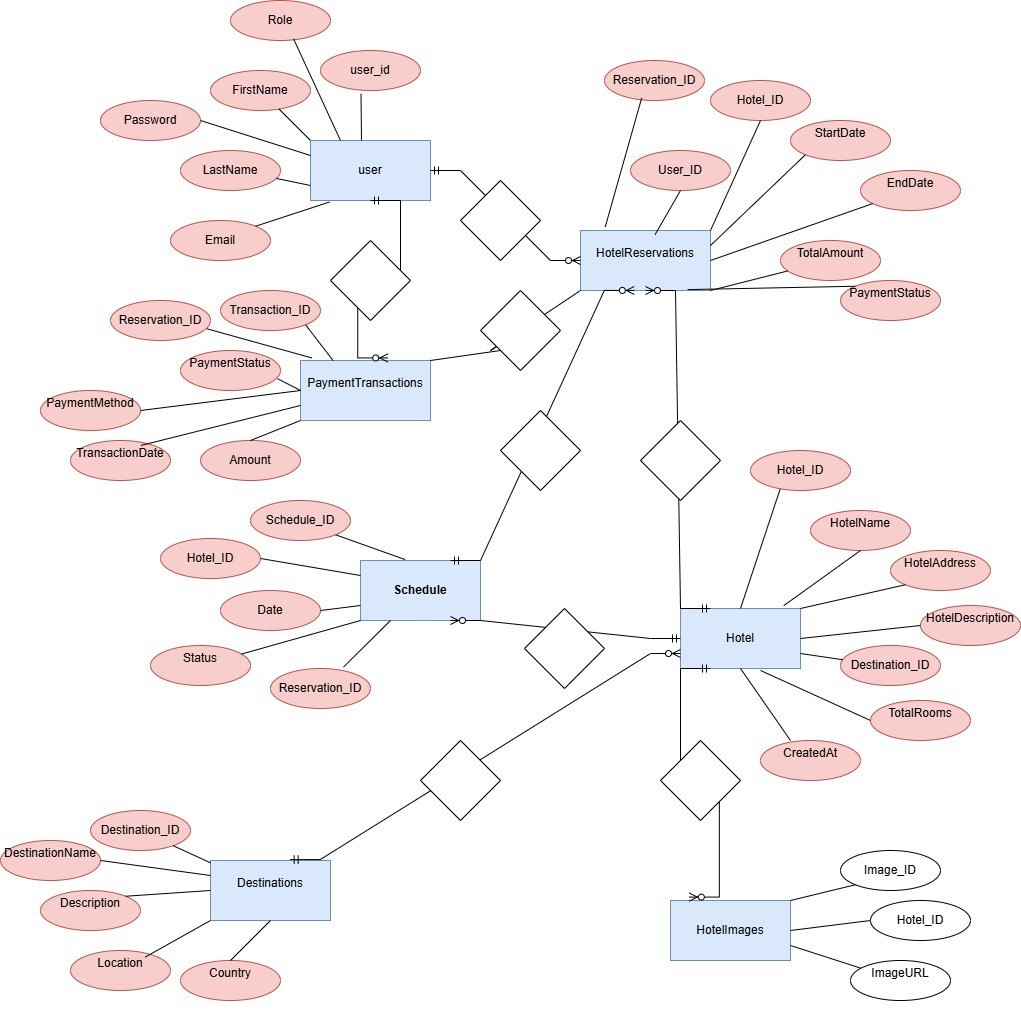 Role
user_id
FirstName
Password
LastName
Email
user
Reservation_ID
Hotel_ID
StartDate
User_ID
EndDate
TotalAmount
PaymentStatus
HotelReservations
Transaction_ID
Reservation_ID
PaymentStatus
PaymentMethod
TransactionDate
Amount
PaymentTransactions
Schedule_ID
Hotel_ID
Date
Status
Reservation_ID
Schedule
Hotel_ID
HotelName
HotelAddress
HotelDescription
Destination_ID
TotalRooms
CreatedAt
Hotel
Destination_ID
DestinationName
Description
Location
Country
Destinations
Image_ID
Hotel_ID
ImageURL
HotelImages